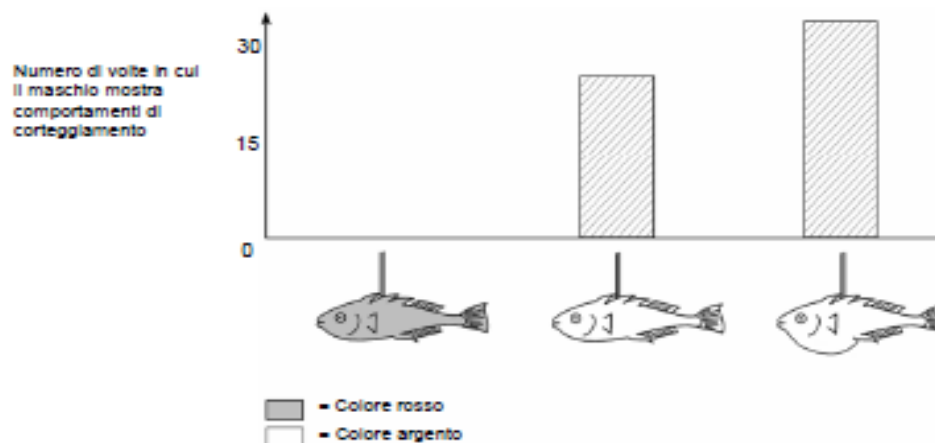 30
Numero di volte in cui
il maschio mostra
comportamenti di
corteggiamento
15
0
= Colore rosso
= Colore argento